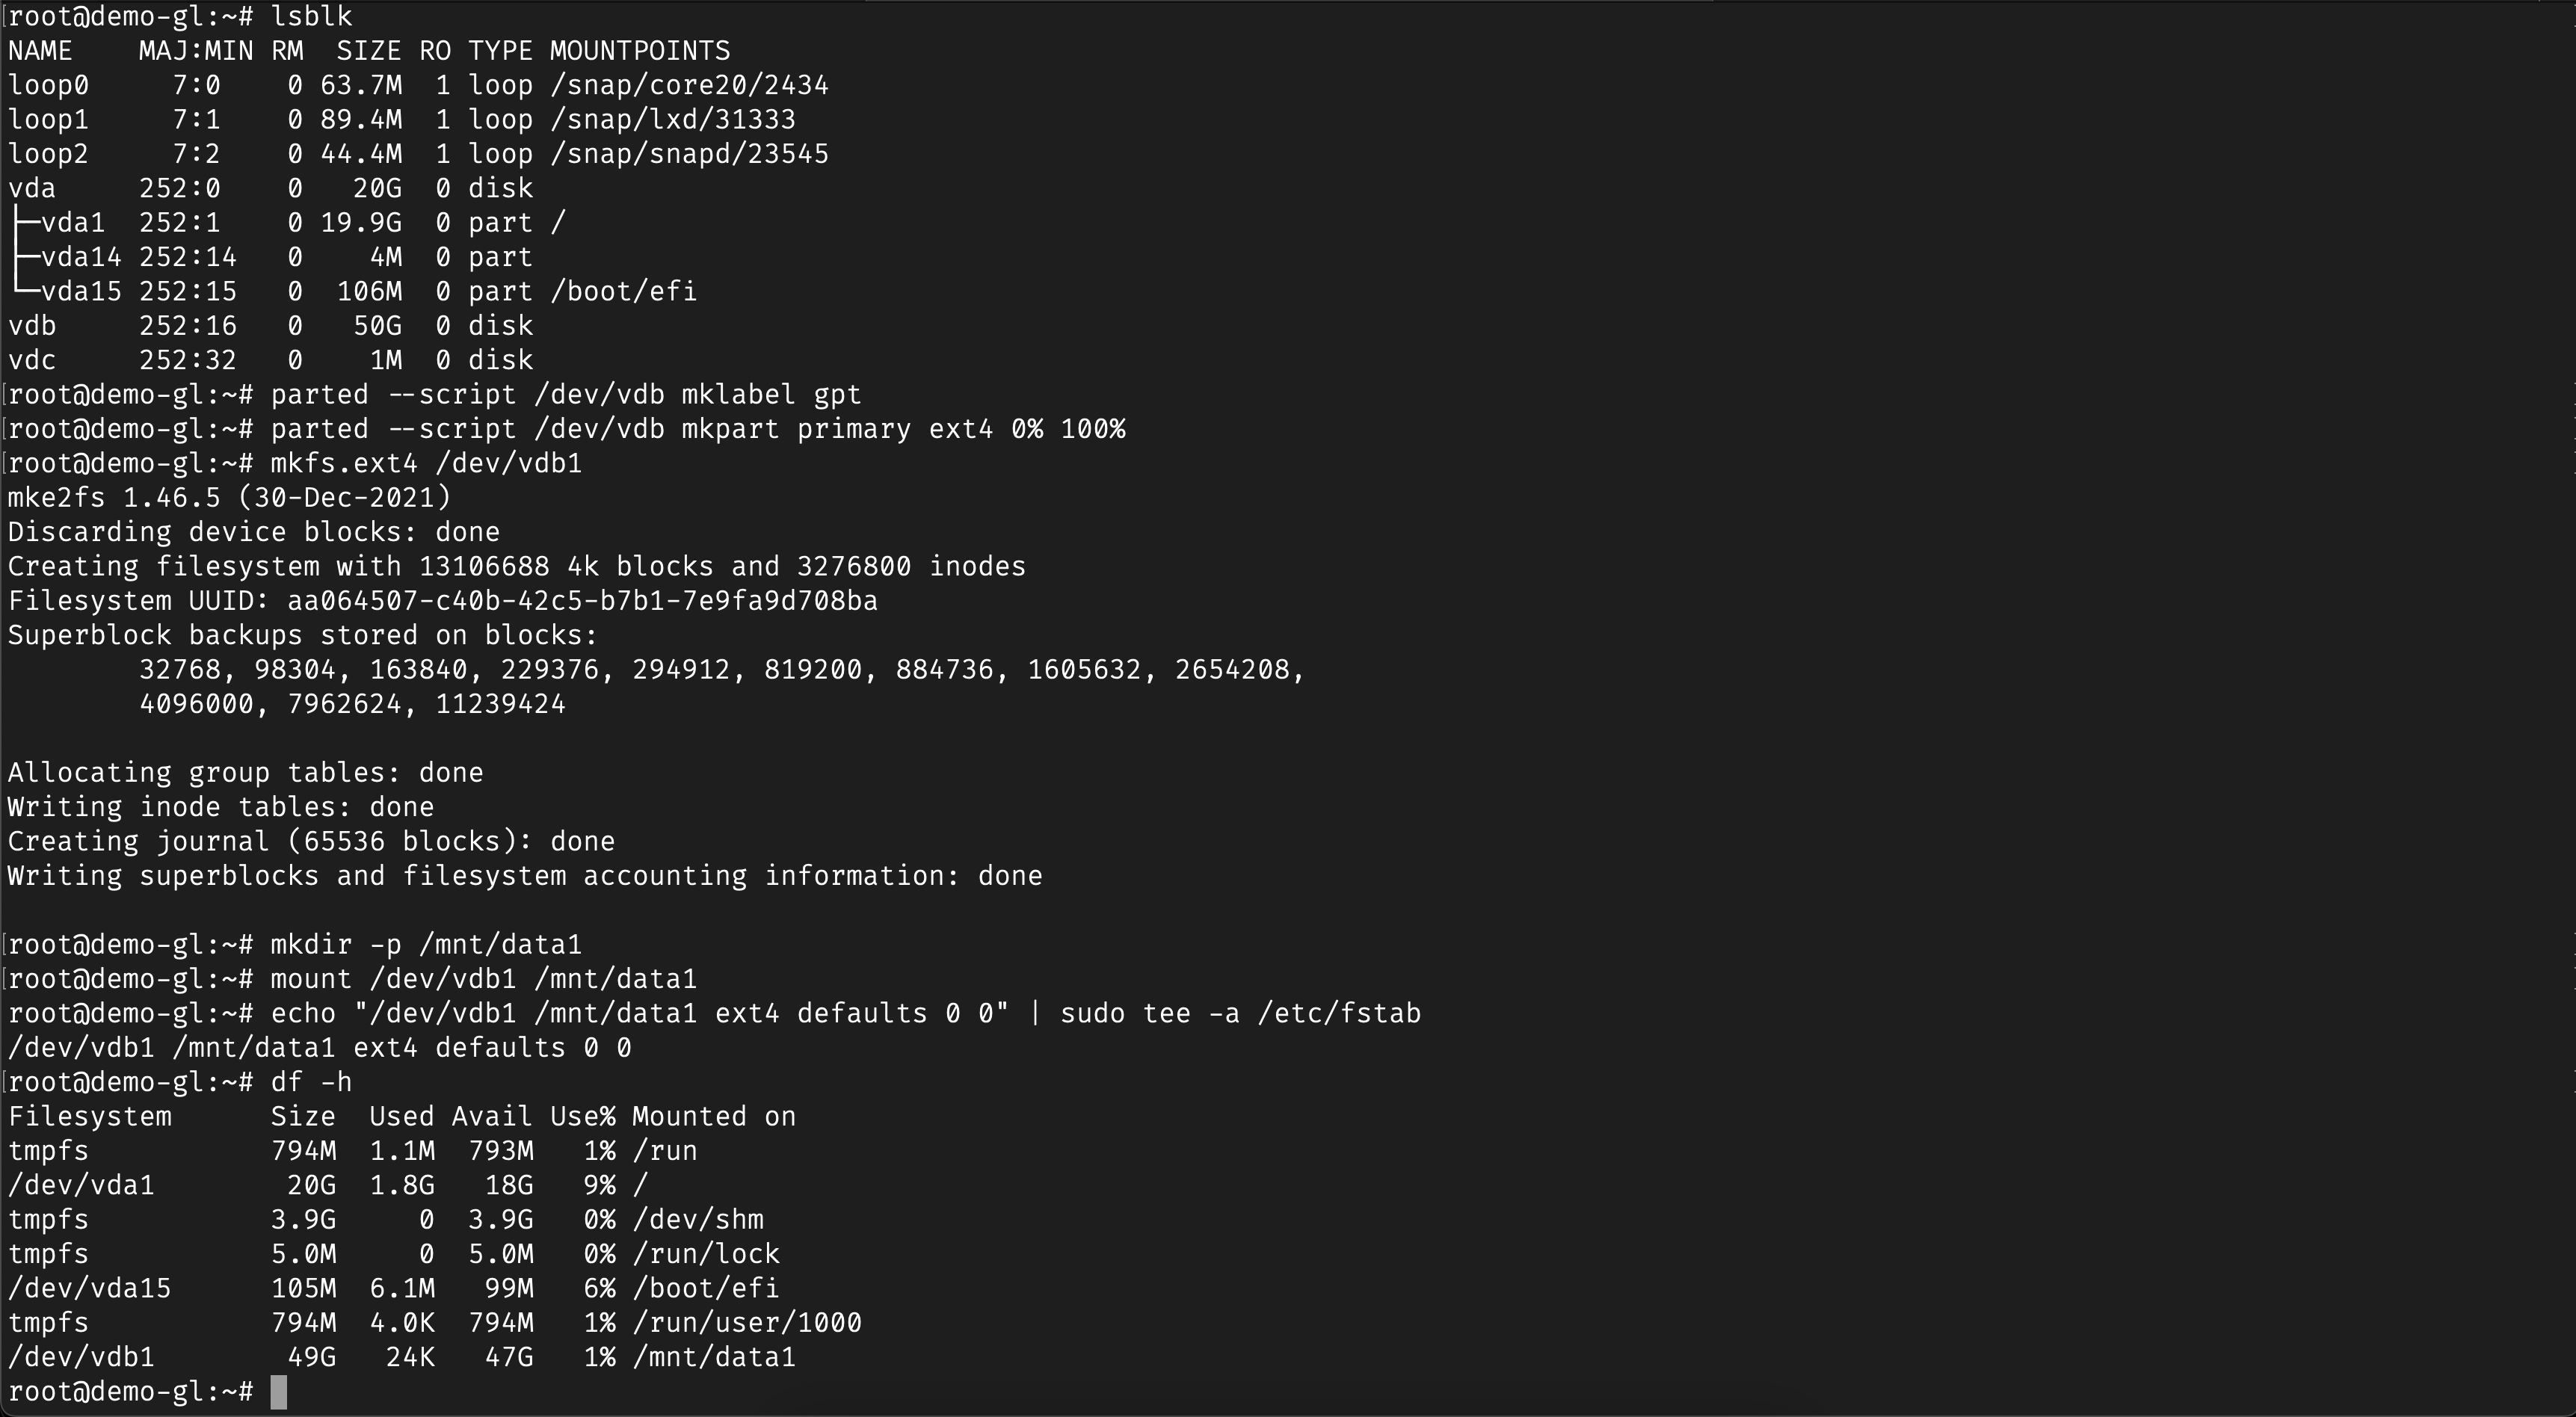 root@demo-gl:~# lsblk
NAME    MAJ:MIN RM  SIZE RO TYPE MOUNTPOINTS
loop0     7:0    0 63.7M  1 loop /snap/core20/2434
loop1     7:1    0 89.4M  1 loop /snap/lxd/31333
loop2     7:2    0 44.4M  1 loop /snap/snapd/23545
vda     252:0    0   20G  0 disk
├─vda1  252:1    0 19.9G  0 part /
├─vda14 252:14   0    4M  0 part
└─vda15 252:15   0  106M  0 part /boot/efi
vdb     252:16   0   50G  0 disk
vdc     252:32   0    1M  0 disk
root@demo-gl:~# parted --script /dev/vdb mklabel gpt
root@demo-gl:~# parted --script /dev/vdb mkpart primary ext4 0% 100%
root@demo-gl:~# mkfs.ext4 /dev/vdb1
mke2fs 1.46.5 (30-Dec-2021)
Discarding device blocks: done
Creating filesystem with 13106688 4k blocks and 3276800 inodes
Filesystem UUID: aa064507-c40b-42c5-b7b1-7e9fa9d708ba
Superblock backups stored on blocks:
        32768, 98304, 163840, 229376, 294912, 819200, 884736, 1605632, 2654208,
        4096000, 7962624, 11239424
Allocating group tables: done
Writing inode tables: done
Creating journal (65536 blocks): done
Writing superblocks and filesystem accounting information: done
root@demo-gl:~# mkdir -p /mnt/data1
root@demo-gl:~# mount /dev/vdb1 /mnt/data1
root@demo-gl:~# echo "/dev/vdb1 /mnt/data1 ext4 defaults 0 0" | sudo tee -a /etc/fstab
/dev/vdb1 /mnt/data1 ext4 defaults 0 0
root@demo-gl:~# df -h
Filesystem      Size  Used Avail Use% Mounted on
tmpfs           794M  1.1M  793M   1% /run
/dev/vda1        20G  1.8G   18G   9% /
tmpfs           3.9G     0  3.9G   0% /dev/shm
tmpfs           5.0M     0  5.0M   0% /run/lock
/dev/vda15      105M  6.1M   99M   6% /boot/efi
tmpfs           794M  4.0K  794M   1% /run/user/1000
/dev/vdb1        49G   24K   47G   1% /mnt/data1
root@demo-gl:~#